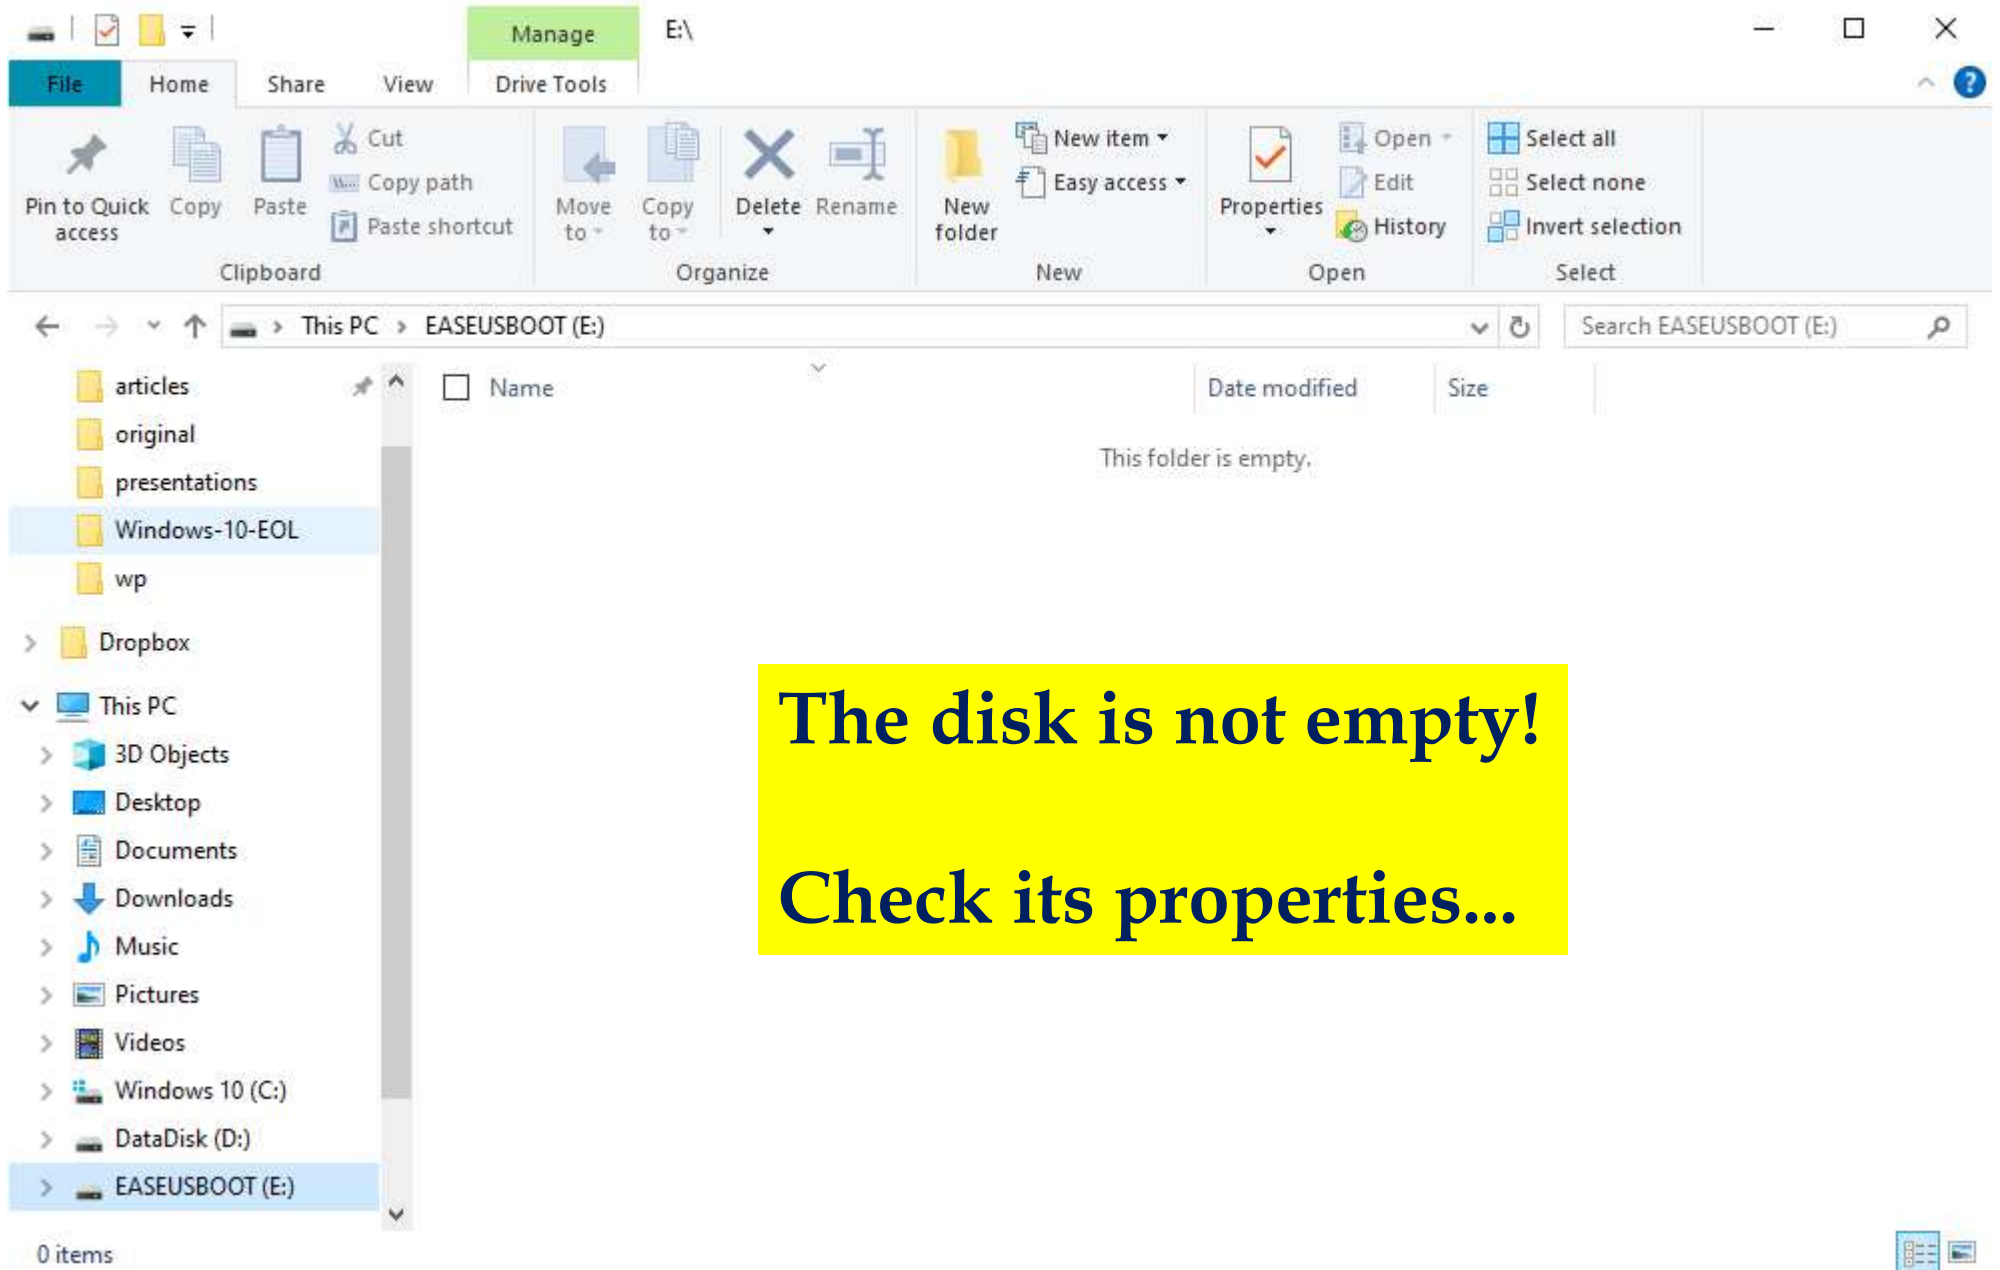 Manage
E:\
File
Home
Share
View
Drive Tools
Pin to Quick access
Copy
Paste
Cut
Copy path
Paste shortcut
Clipboard
Move to
Copy to
Delete
Rename
Organize
New folder
New item
Easy access
New
Properties
Open
Edit
History
Open
Select all
Select none
Invert selection
Select
This PC > EASEUSBOOT (E:)
Search EASEUSBOOT (E:)
Name
Date modified
Size
This folder is empty.
articles
original
presentations
Windows-10-EOL
wp
Dropbox
This PC
3D Objects
Desktop
Documents
Downloads
Music
Pictures
Videos
Windows 10 (C:)
DataDisk (D:)
EASEUSBOOT (E:)
The disk is not empty!
Check its properties...
0 items